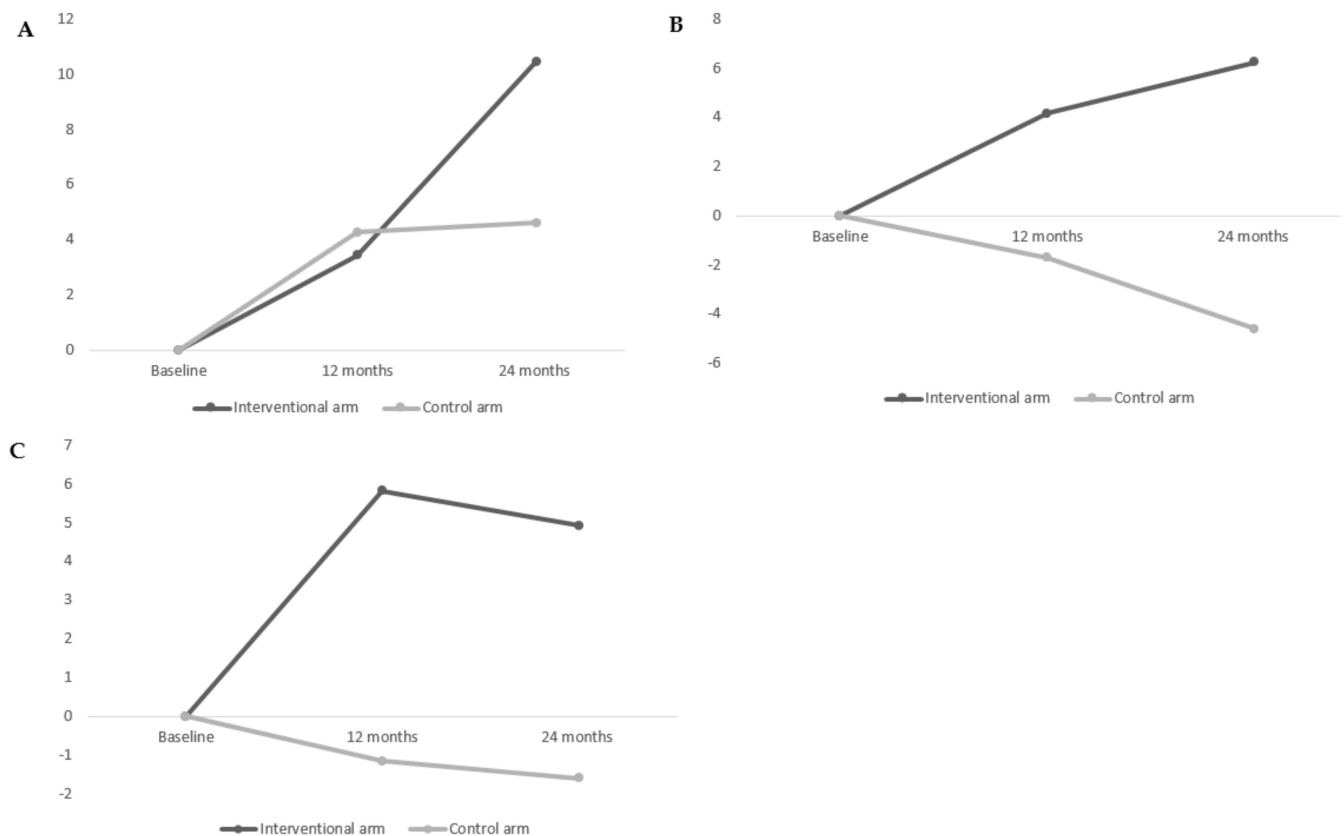 A
12
10
8
6
4
2
0
Baseline 12 months 24 months
Interventional arm Control arm
B
8
6
4
2
0
-2
-4
-6
Baseline 12 months 24 months
Interventional arm Control arm
C
7
6
5
4
3
2
1
0
-1
-2
Baseline 12 months 24 months
Interventional arm Control arm